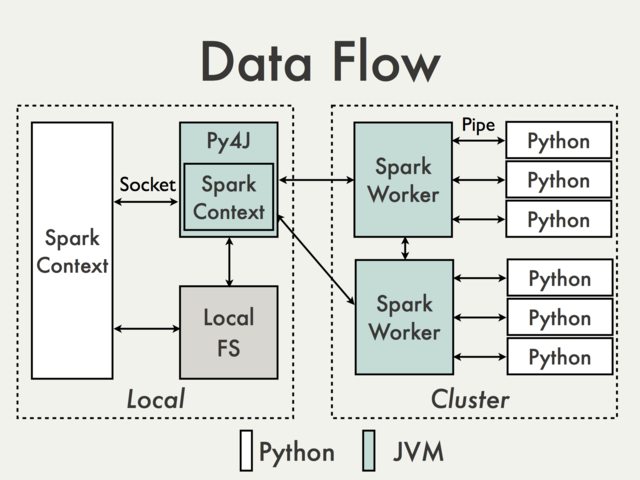 Data Flow
Spark
Context
Socket
Py4J
Spark
Context
Local
FS
Local
Spark
Worker
Pipe
Python
Python
Python
Spark
Worker
Python
Python
Python
Cluster
Python
JVM